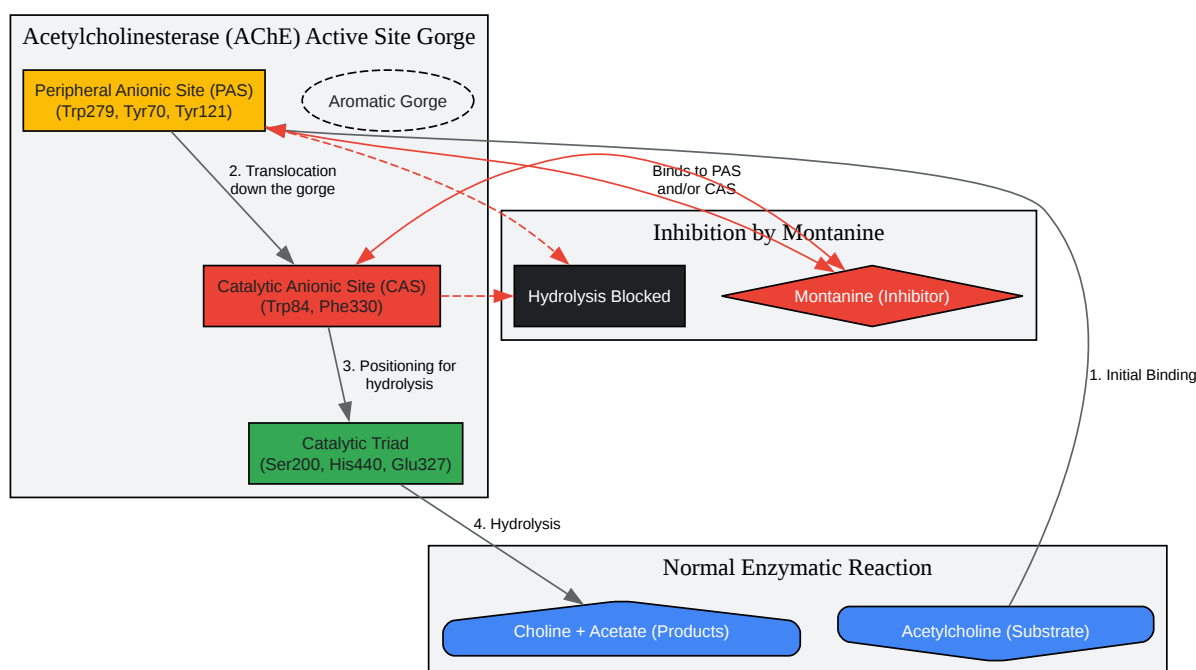 Acetylcholinesterase (AChE) Active Site Gorge
Peripheral Anionic Site (PAS)
(Trp279, Tyr70, Tyr121)
Aromatic Gorge
2. Translocation
down the gorge
Binds to PAS
and/or CAS
Inhibition by Montanine
Catalytic Anionic Site (CAS)
(Trp84, Phe330)
Hydrolysis Blocked
Montanine (Inhibitor)
3. Positioning for
hydrolysis
1. Initial Binding
Catalytic Triad
(Ser200, His440, Glu327)
4. Hydrolysis
Normal Enzymatic Reaction
Choline + Acetate (Products)
Acetylcholine (Substrate)